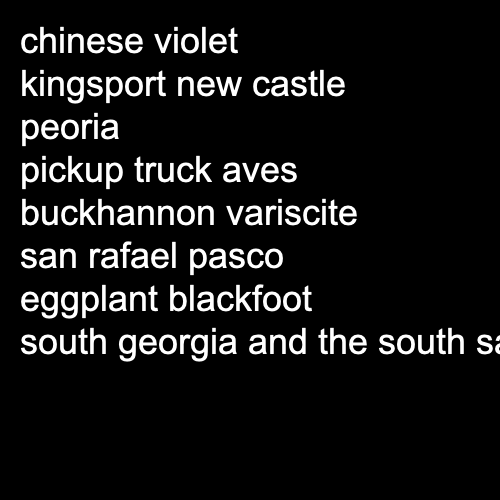 chinese violet
kingsport new castle
peoria
pickup truck aves
buckhannon variscite
san rafael pasco
eggplant blackfoot
south georgia and the south